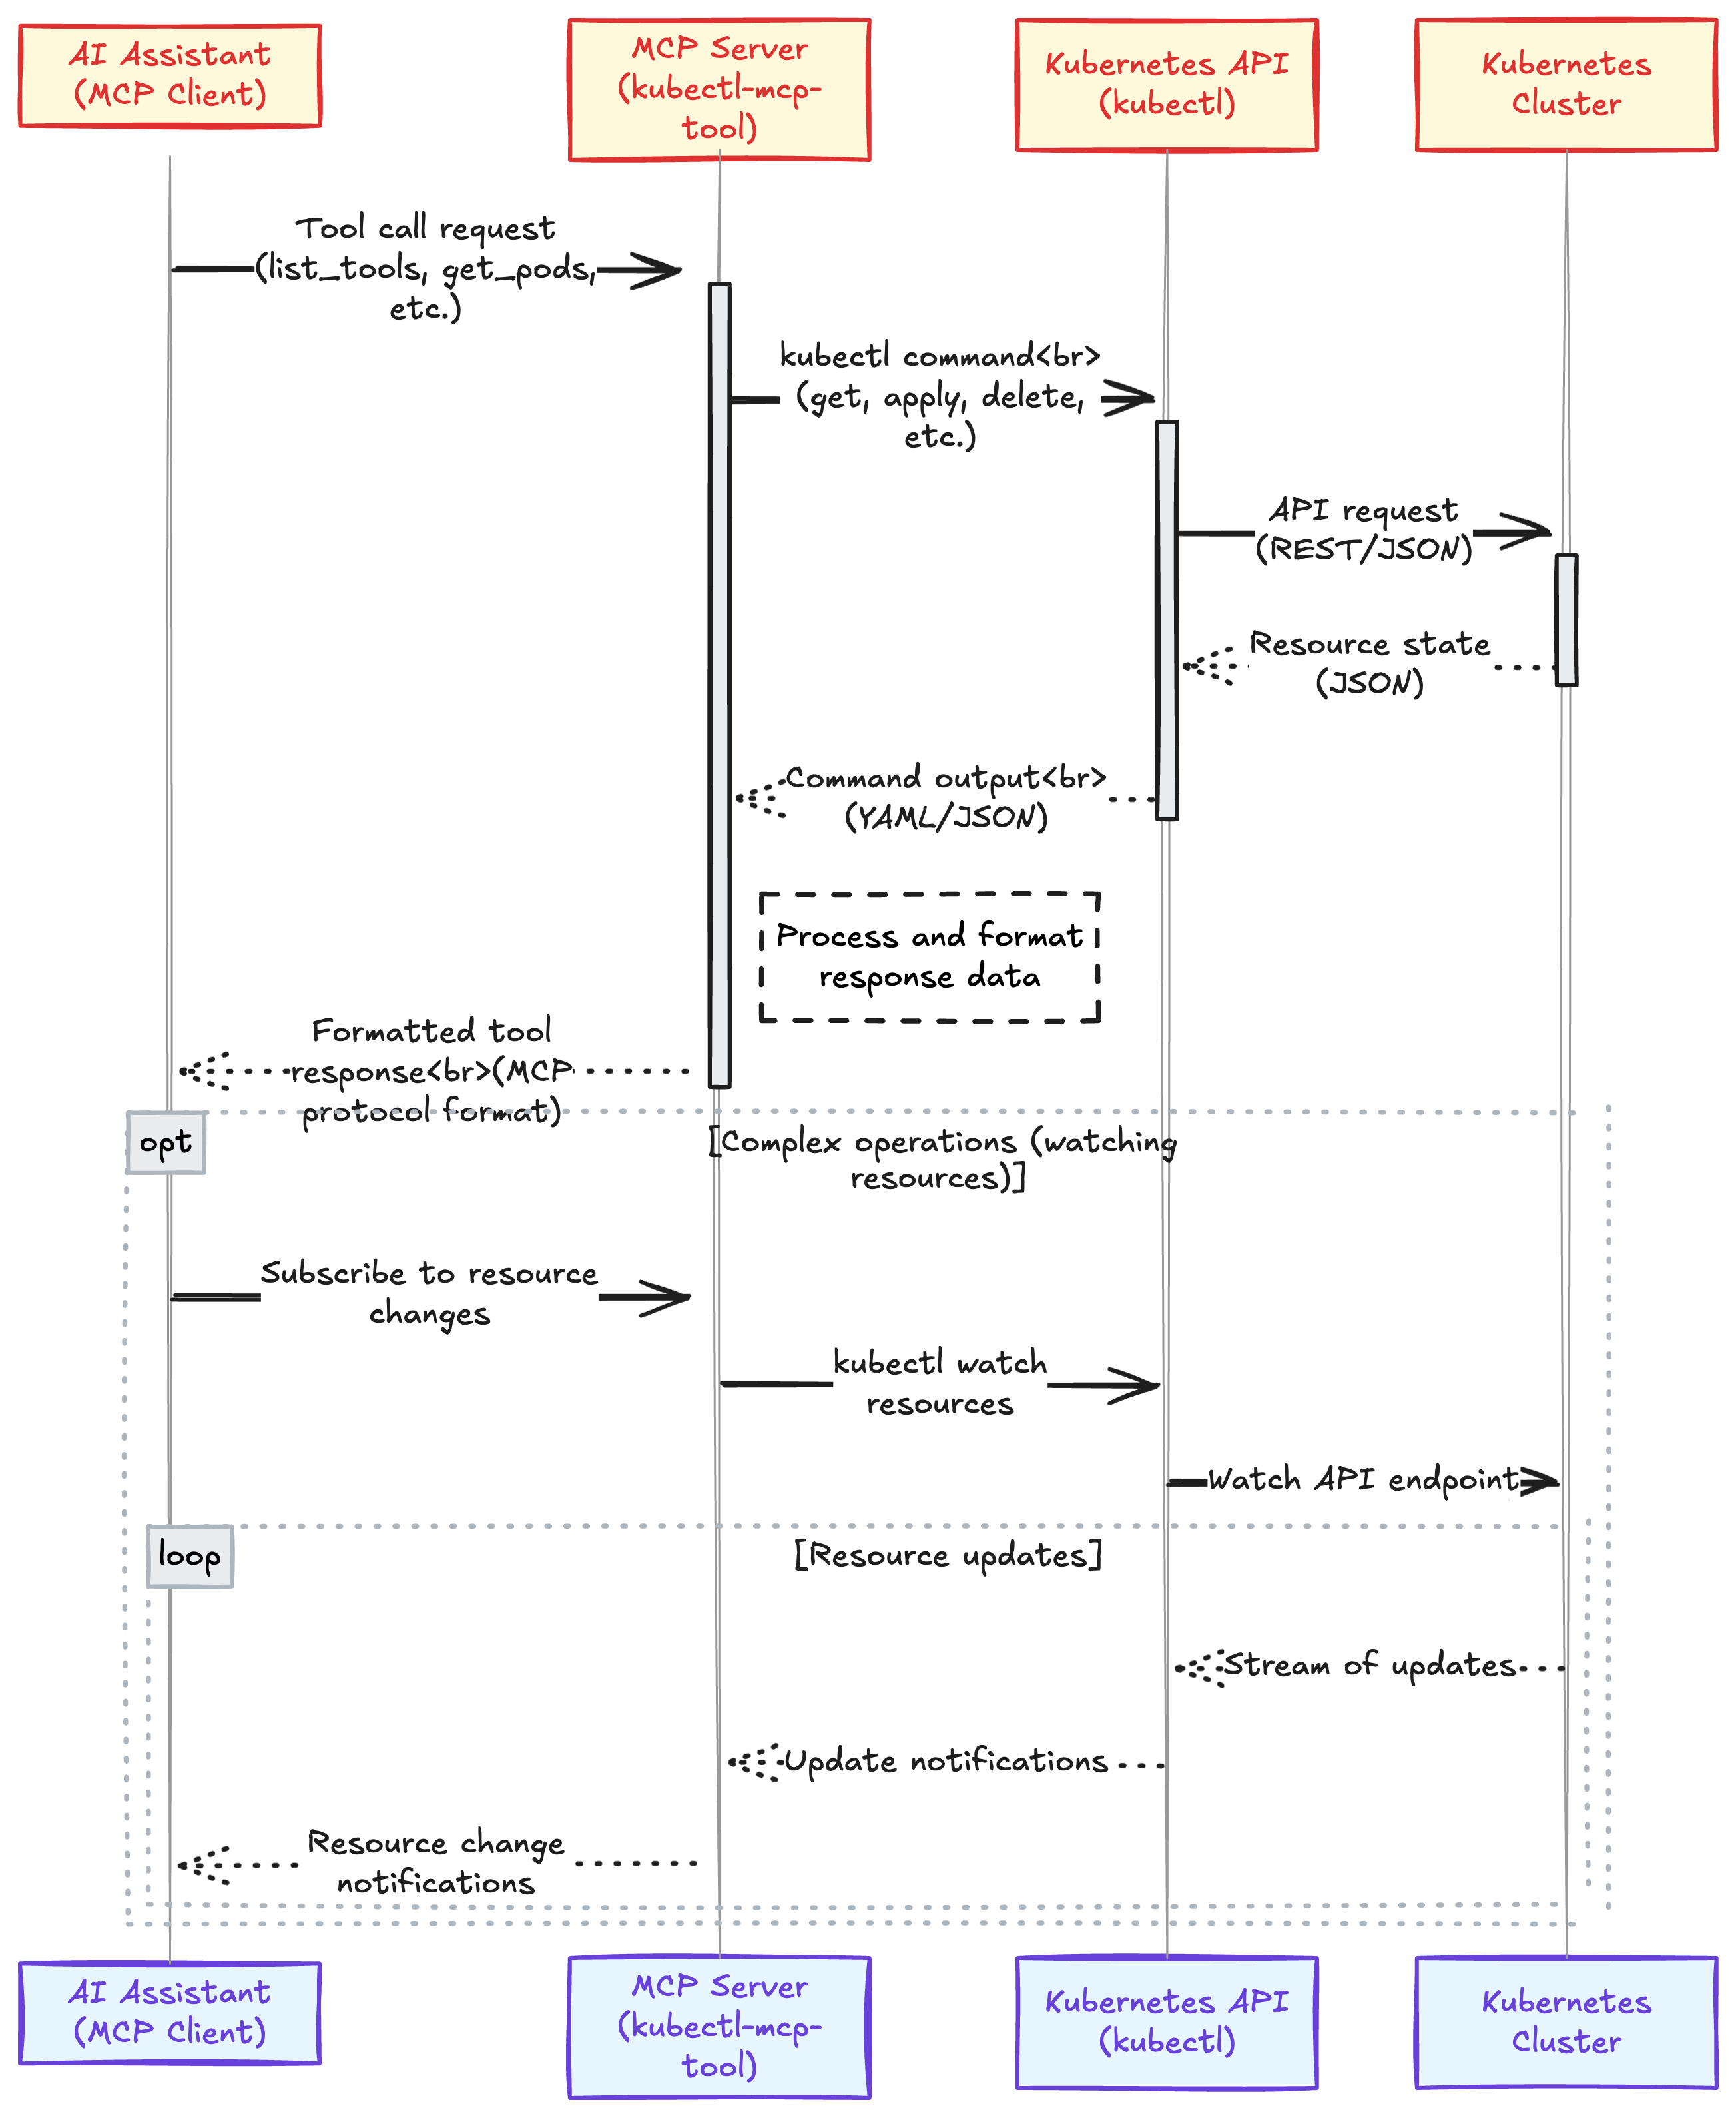 AI Assistant
(MCP Client)
MCP Server
(kubectl-mcp-
tool)
Kubernetes API
(kubectl)
Kubernetes
Cluster
Tool call request
(list_tools, get_pods,
etc.)
kubectl command<br>
(get, apply, delete,
etc.)
API request
(REST/JSON)
Resource state
(JSON)
Command output<br>
(YAML/JSON)
Process and format
response data
Formatted tool
response<br>(MCP
protocol format)
opt
[Complex operations (watching
resources)]
Subscribe to resource
changes
kubectl watch
resources
Watch API endpoint
loop
[Resource updates]
Stream of updates
Update notifications
Resource change
notifications
AI Assistant
(MCP Client)
MCP Server
(kubectl-mcp-
tool)
Kubernetes API
(kubectl)
Kubernetes
Cluster